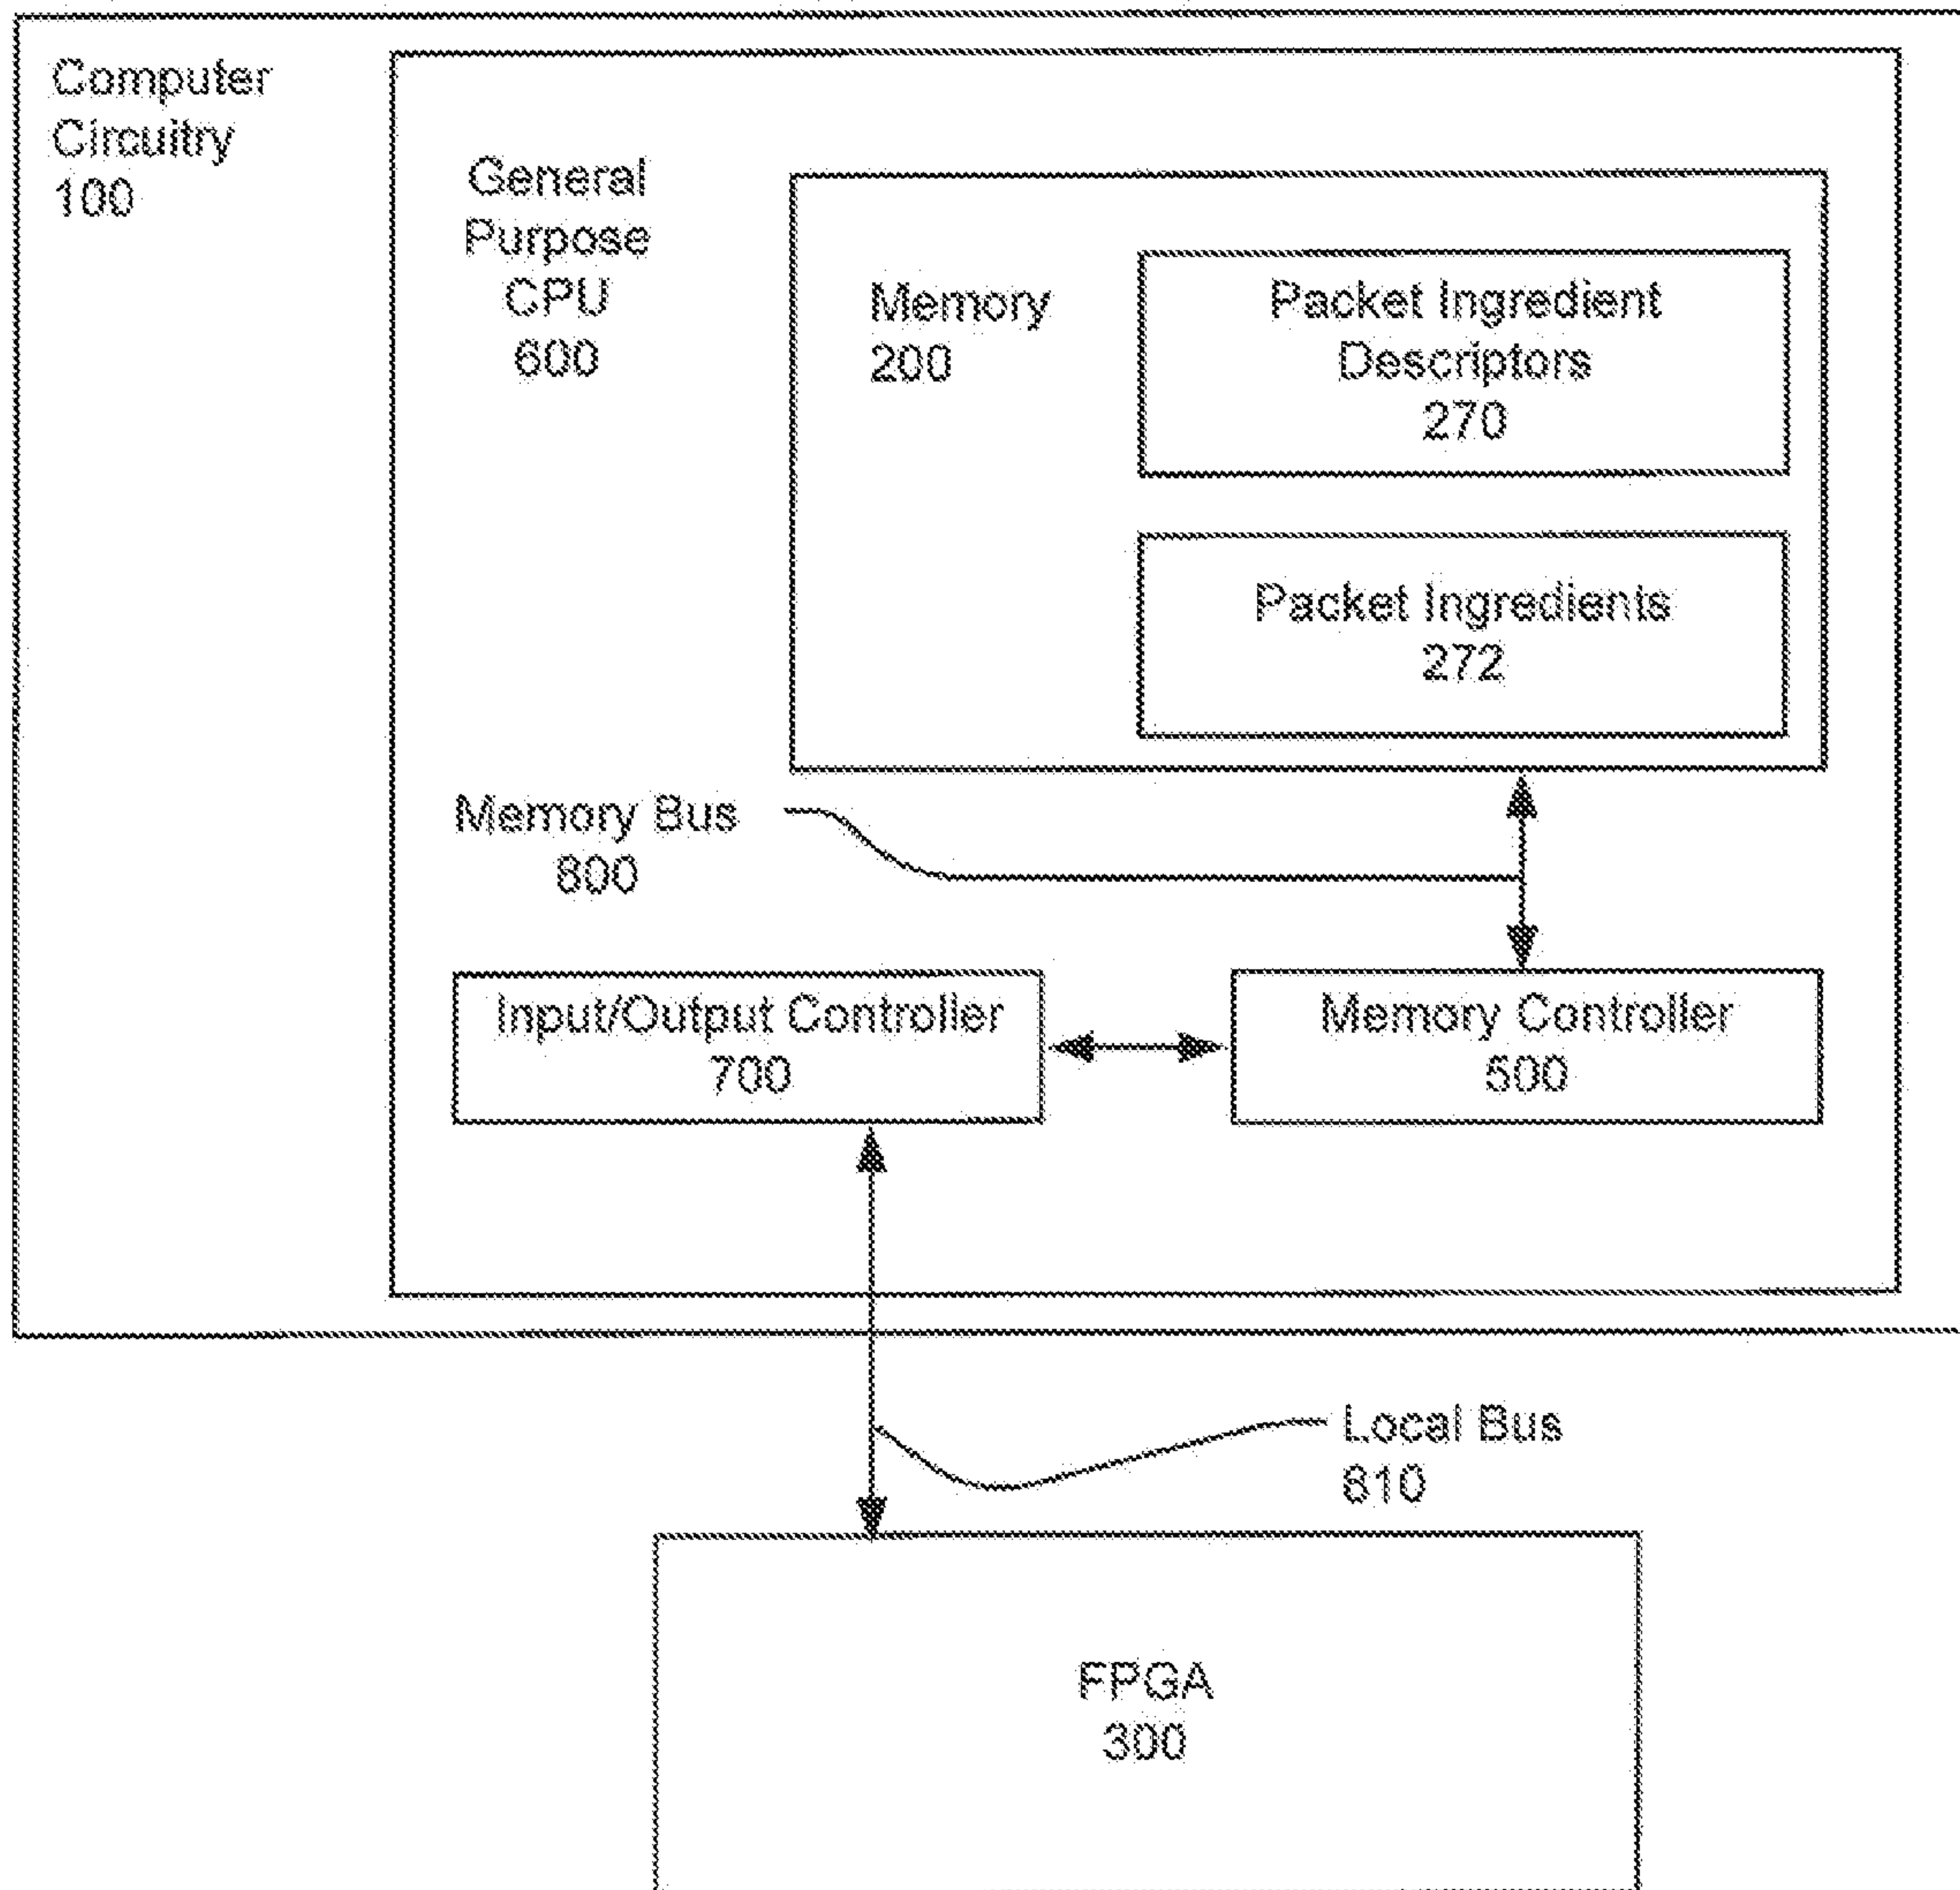 Computer
Circuitry
100
General
Purpose
CPU
600
Memory
200
Packet Ingredient
Descriptors
270
Packet Ingredients
272
Memory Bus
800
Input/Output Controller
700
Memory Controller
500
Local Bus
810
FPGA
300